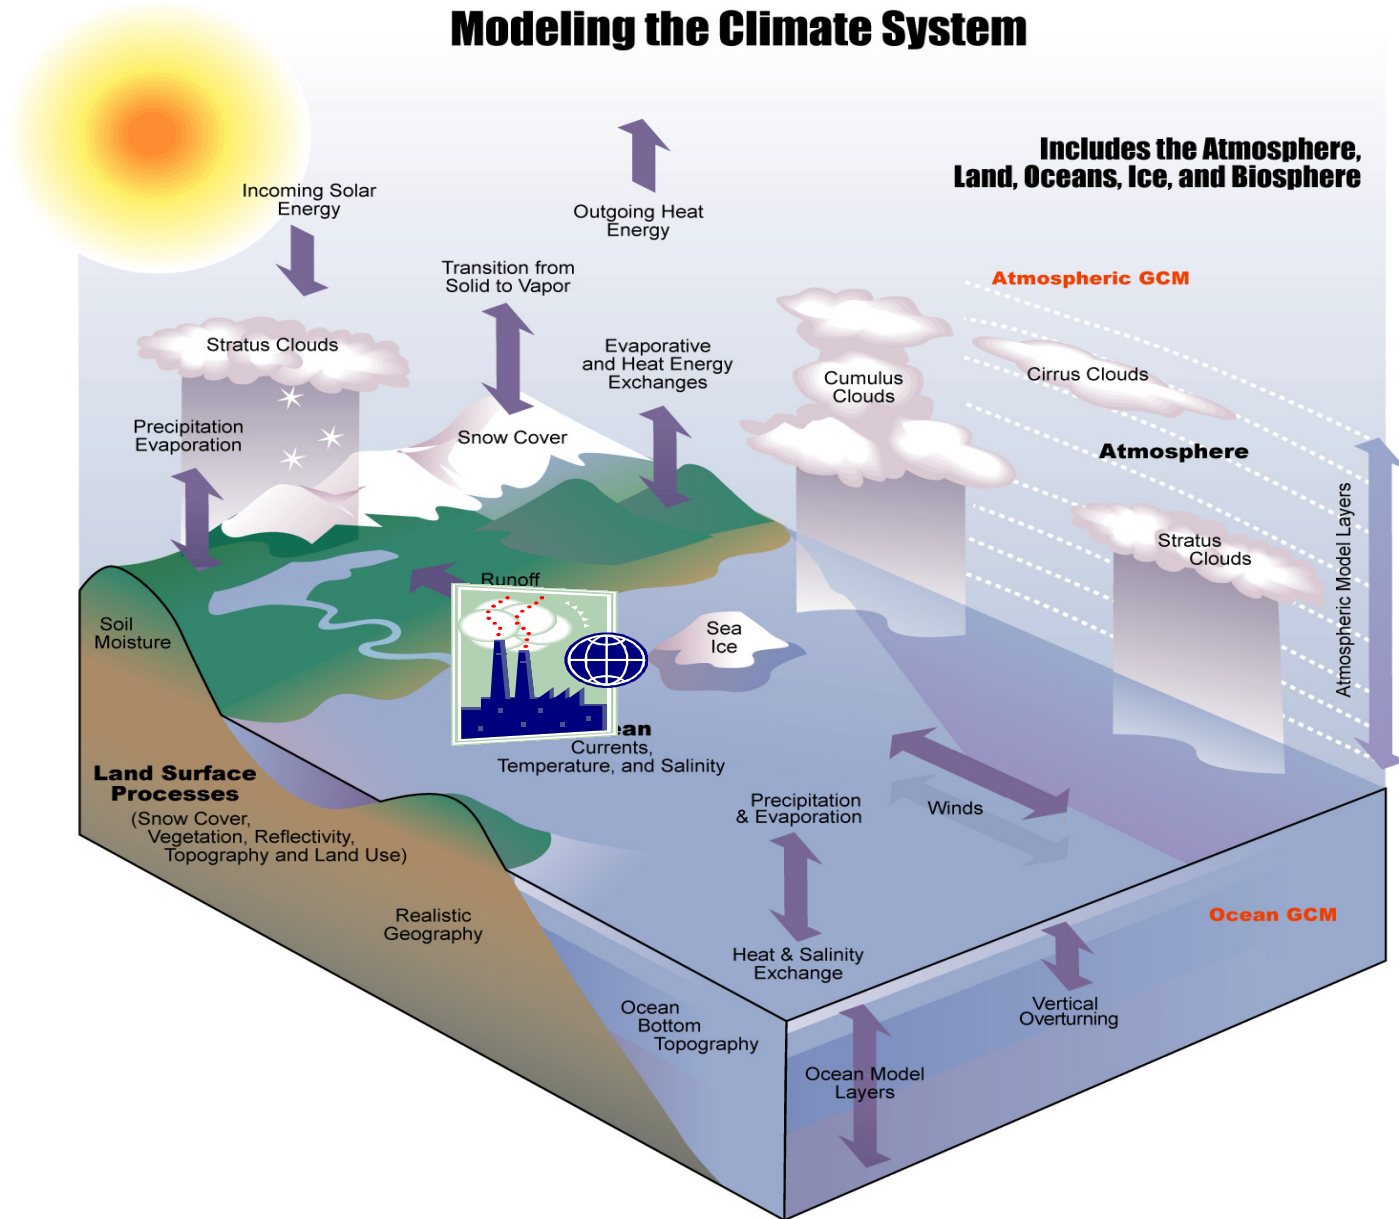 Modeling the Climate System
Includes the Atmosphere,
Land, Oceans, Ice, and Biosphere
Incoming Solar
Energy
Outgoing Heat
Energy
Transition from
Solid to Vapor
Atmospheric GCM
Stratus Clouds
Evaporative
and Heat Energy
Exchanges
Cumulus
Clouds
Cirrus Clouds
Precipitation
Evaporation
Snow Cover
Atmosphere
Atmospheric Model Layers
Stratus
Clouds
Runoff
Soil
Moisture
Sea
Ice
ean
Currents,
Temperature, and Salinity
Land Surface
Processes
(Snow Cover,
Vegetation, Reflectivity,
Topography and Land Use)
Precipitation
& Evaporation
Winds
Realistic
Geography
Ocean GCM
Heat & Salinity
Exchange
Vertical
Overturning
Ocean
Bottom
Topography
Ocean Model
Layers